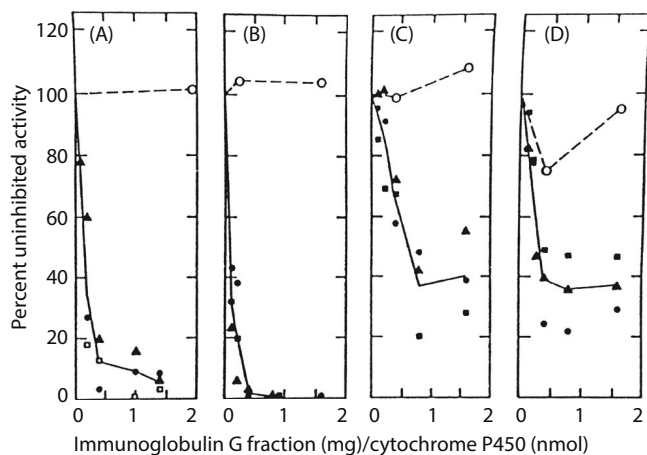 (A) (B) (C) (D)
Percent uninhibited activity
120
100
80
60
40
20
0
0 1 2 0 1 2 0 1 2 0 1 2
Immunoglobulin G fraction (mg)/cytochrome P450 (nmol)